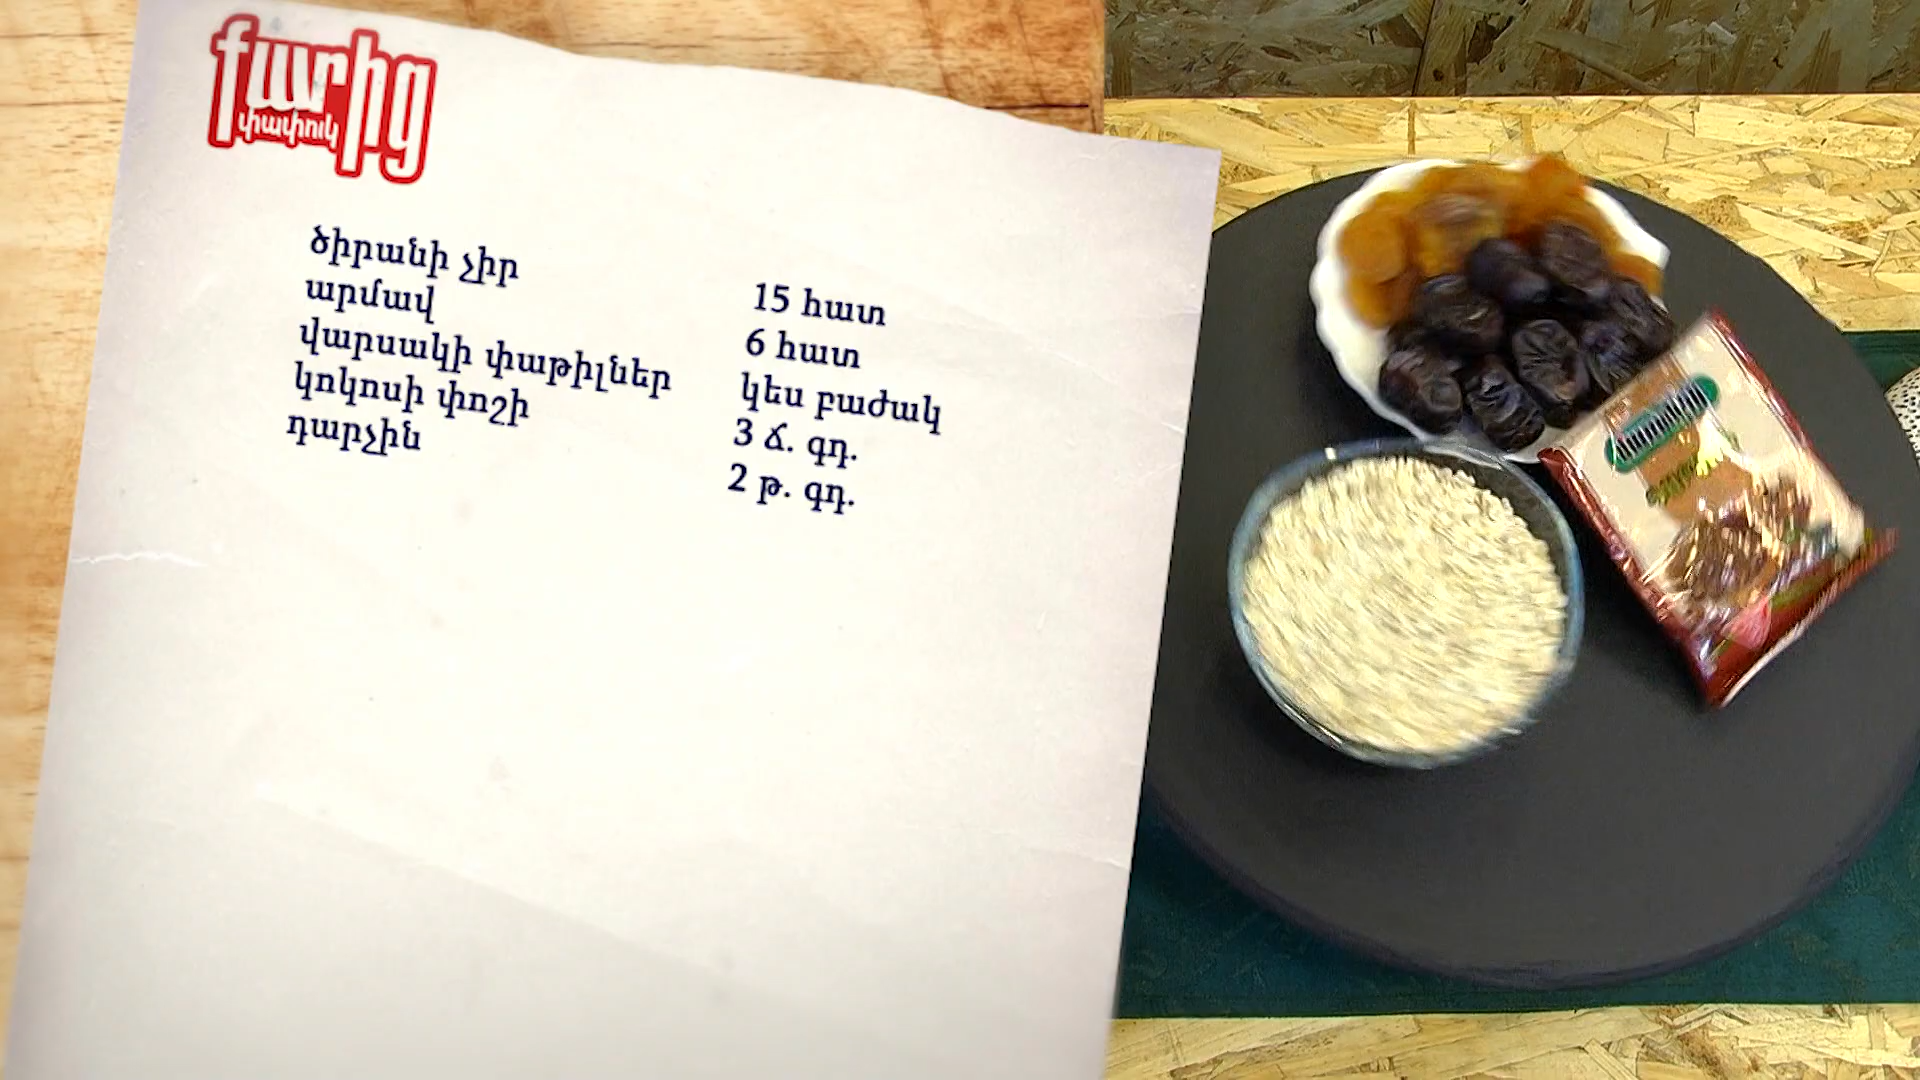 քարից
փափուկ
ծիրանի չիր 15 հատ
արմավ 6 հատ
վարսակի փաթիլներ կես բաժակ
կոկոսի փոշի 3 ճ. գդ.
դարչին 2 թ. գդ.